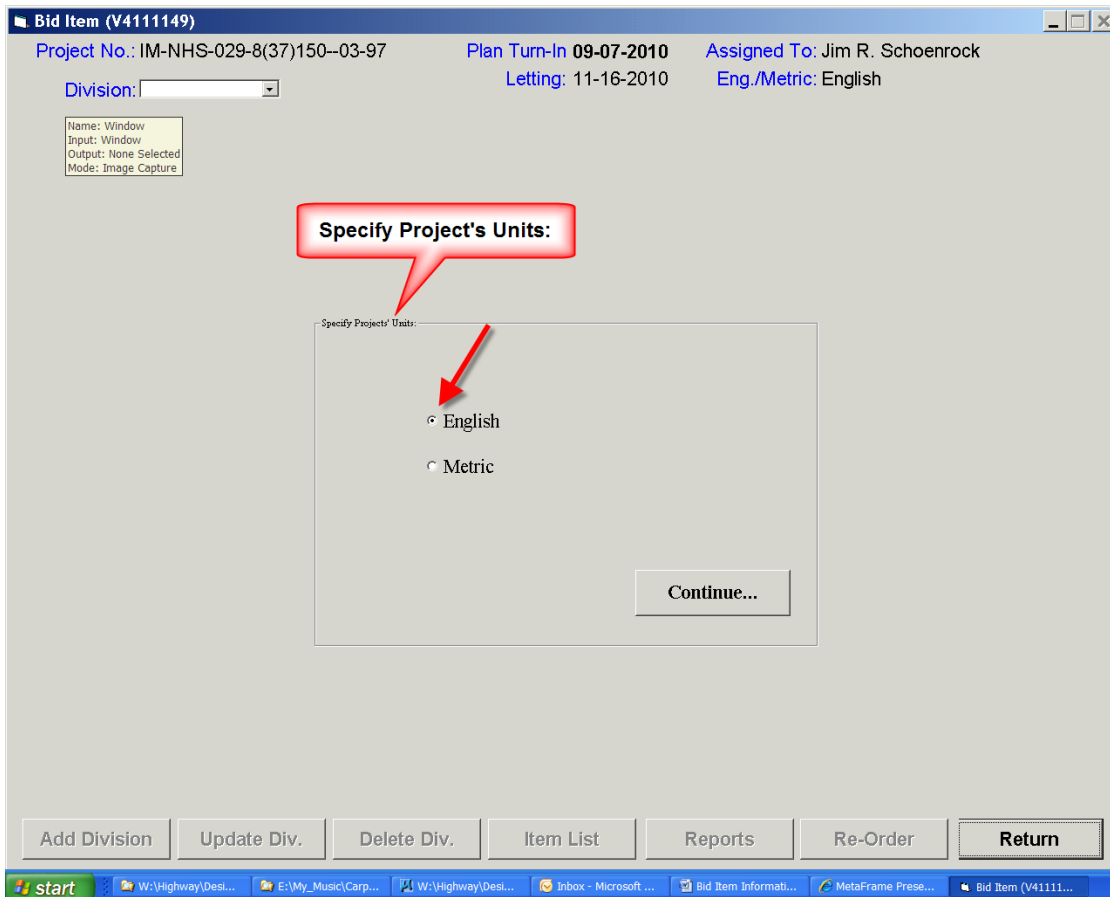 Bid Item (V4111149)
Project No.: IM-NHS-029-8(37)150--03-97 Plan Turn-In 09-07-2010 Assigned To: Jim R. Schoenrock
Letting: 11-16-2010 Eng./Metric: English
Division:
Name: Window
Input: Window
Output: None Selected
Mode: Image Capture
Specify Project's Units:
Specify Projects' Units:
English
Metric
Continue...
Add Division Update Div. Delete Div. Item List Reports Re-Order Return
start W:\Highway\Desi... E:\My_Music\Carp... W:\Highway\Desi... Inbox - Microsoft ... Bid Item Informati... MetaFrame Prese... Bid Item (V41111...